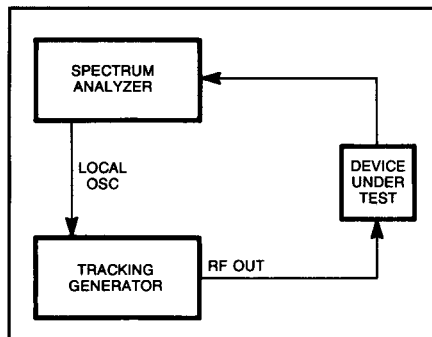 SPECTRUM
ANALYZER
LOCAL
OSC
DEVICE
UNDER
TEST
TRACKING
GENERATOR
RF OUT